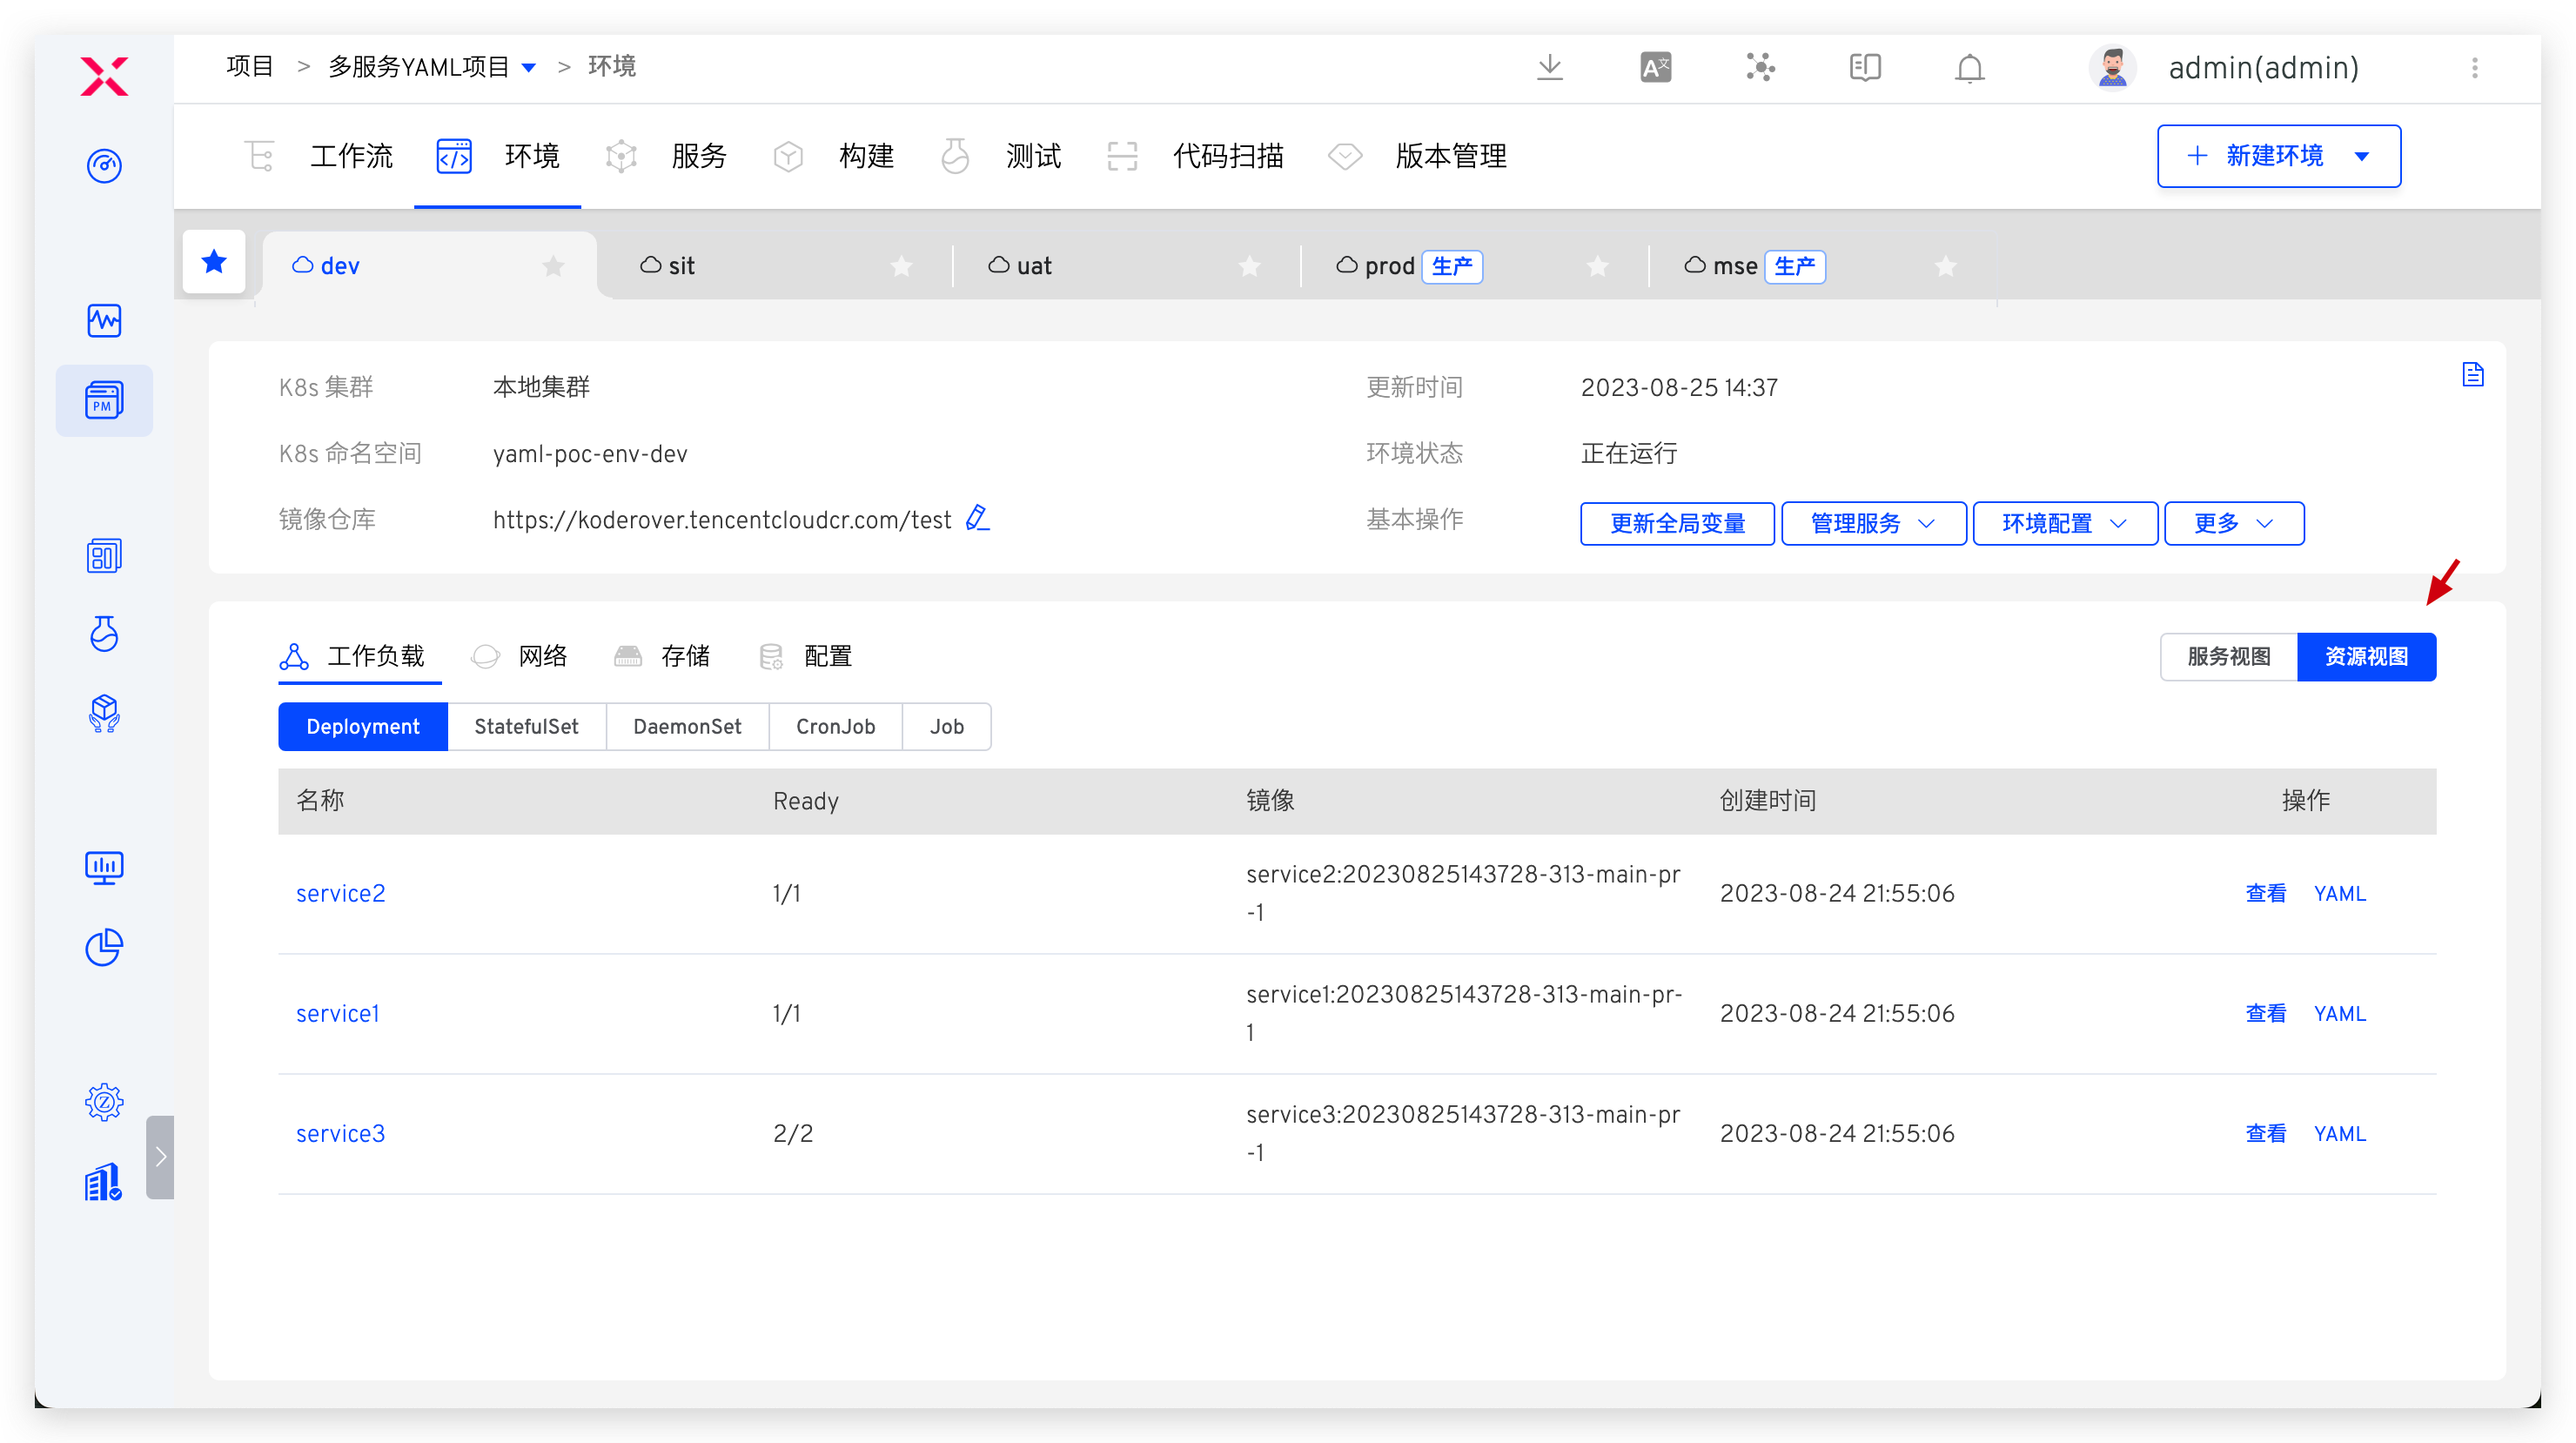 项目 > 多服务YAML项目 > 环境
A文
admin(admin)
工作流 环境 服务 构建 测试 代码扫描 版本管理
+ 新建环境
dev sit uat prod 生产 mse 生产
PM
K8s 集群 本地集群 更新时间 2023-08-25 14:37
K8s 命名空间 yaml-poc-env-dev 环境状态 正在运行
镜像仓库 https://koderover.tencentcloudcr.com/test 基本操作 更新全局变量 管理服务 环境配置 更多
工作负载 网络 存储 配置 服务视图 资源视图
Deployment StatefulSet DaemonSet CronJob Job
名称 Ready 镜像 创建时间 操作
service2 1/1 service2:20230825143728-313-main-pr
-1 2023-08-24 21:55:06 查看 YAML
service1 1/1 service1:20230825143728-313-main-pr-
1 2023-08-24 21:55:06 查看 YAML
service3 2/2 service3:20230825143728-313-main-pr
-1 2023-08-24 21:55:06 查看 YAML
Z